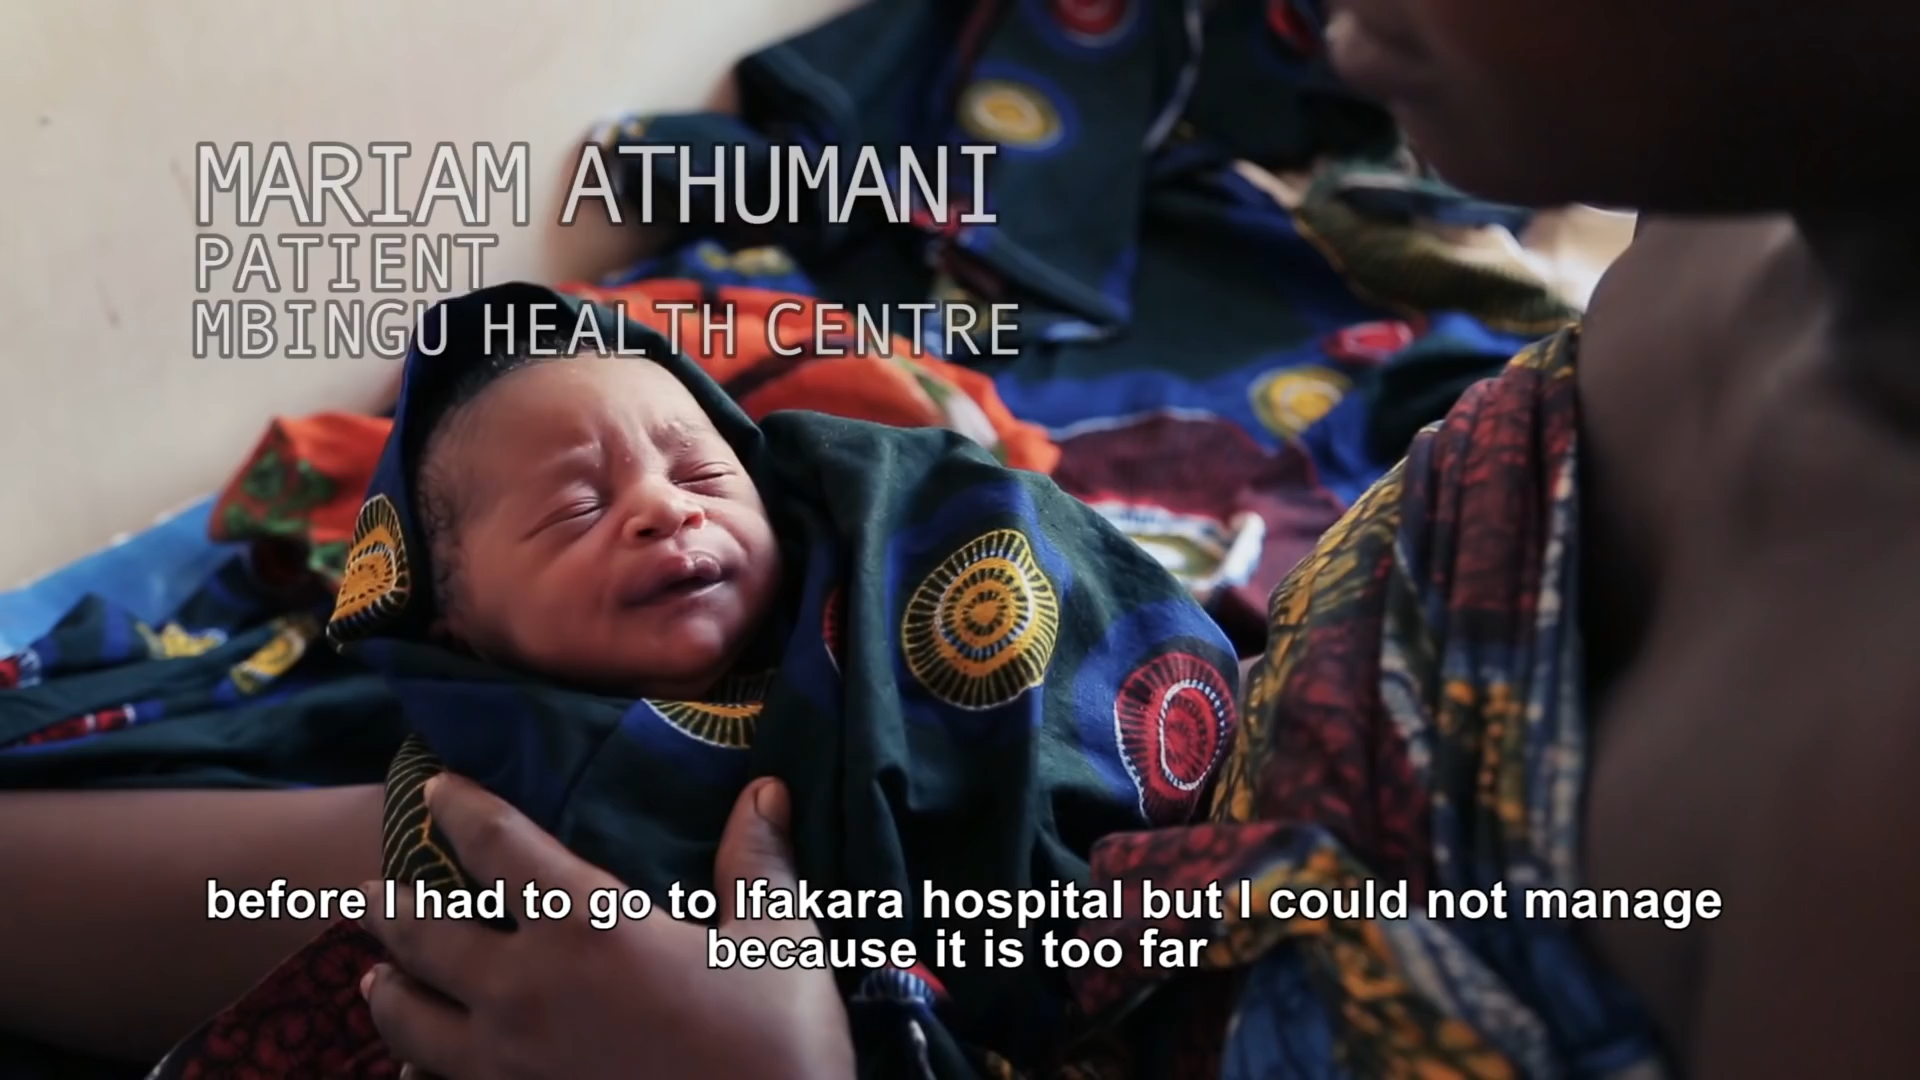 MARIAM ATHUMANI
PATIENT
MBINGU HEALTH CENTRE
before I had to go to Ifakara hospital but I could not manage
because it is too far